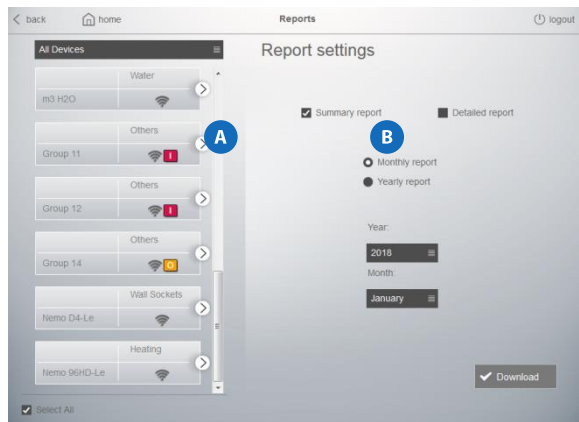 back home Reports logout
All Devices
Report settings
Water
m3 H2O
Others
Group 11 I
Others
Group 12 I
Others
Group 14 O
Wall Sockets
Nemo D4-Le
Heating
Nemo 96HD-Le
Select All
A
B
Summary report Detailed report
Monthly report
Yearly report
Year:
2018
Month:
January
Download